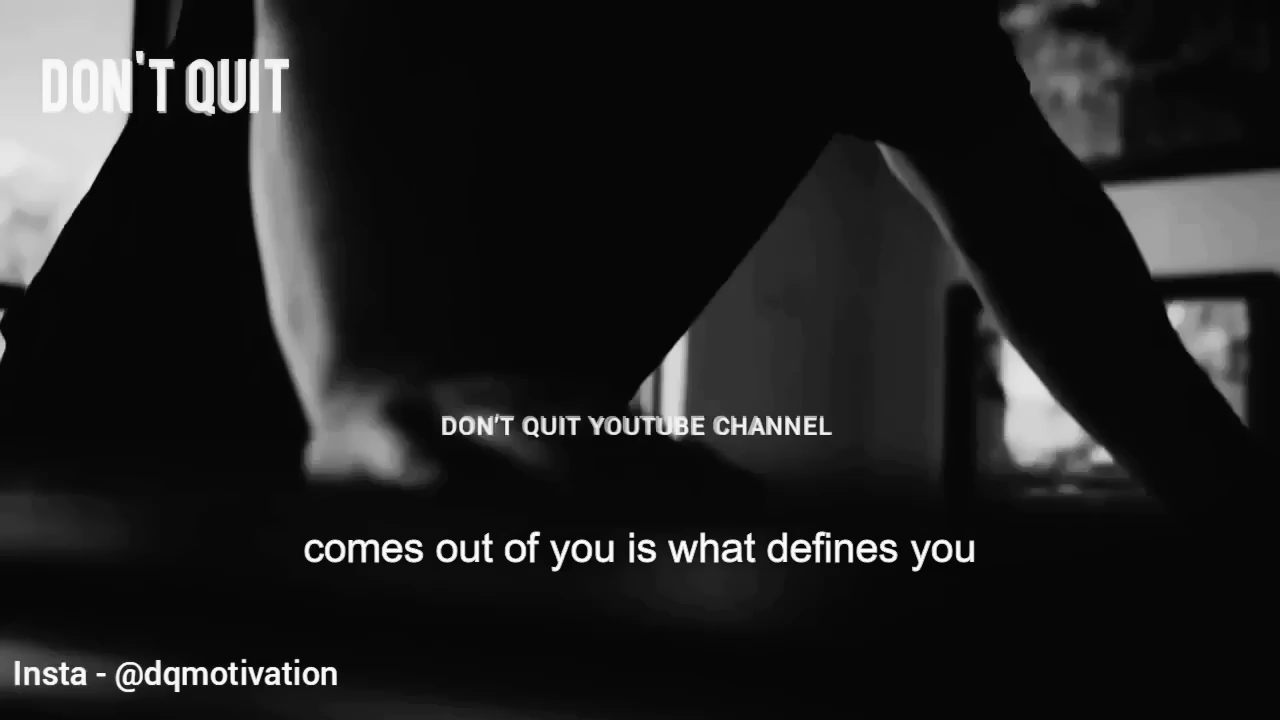 DON'T QUIT
DON'T QUIT YOUTUBE CHANNEL
comes out of you is what defines you
Insta - @dqmotivation